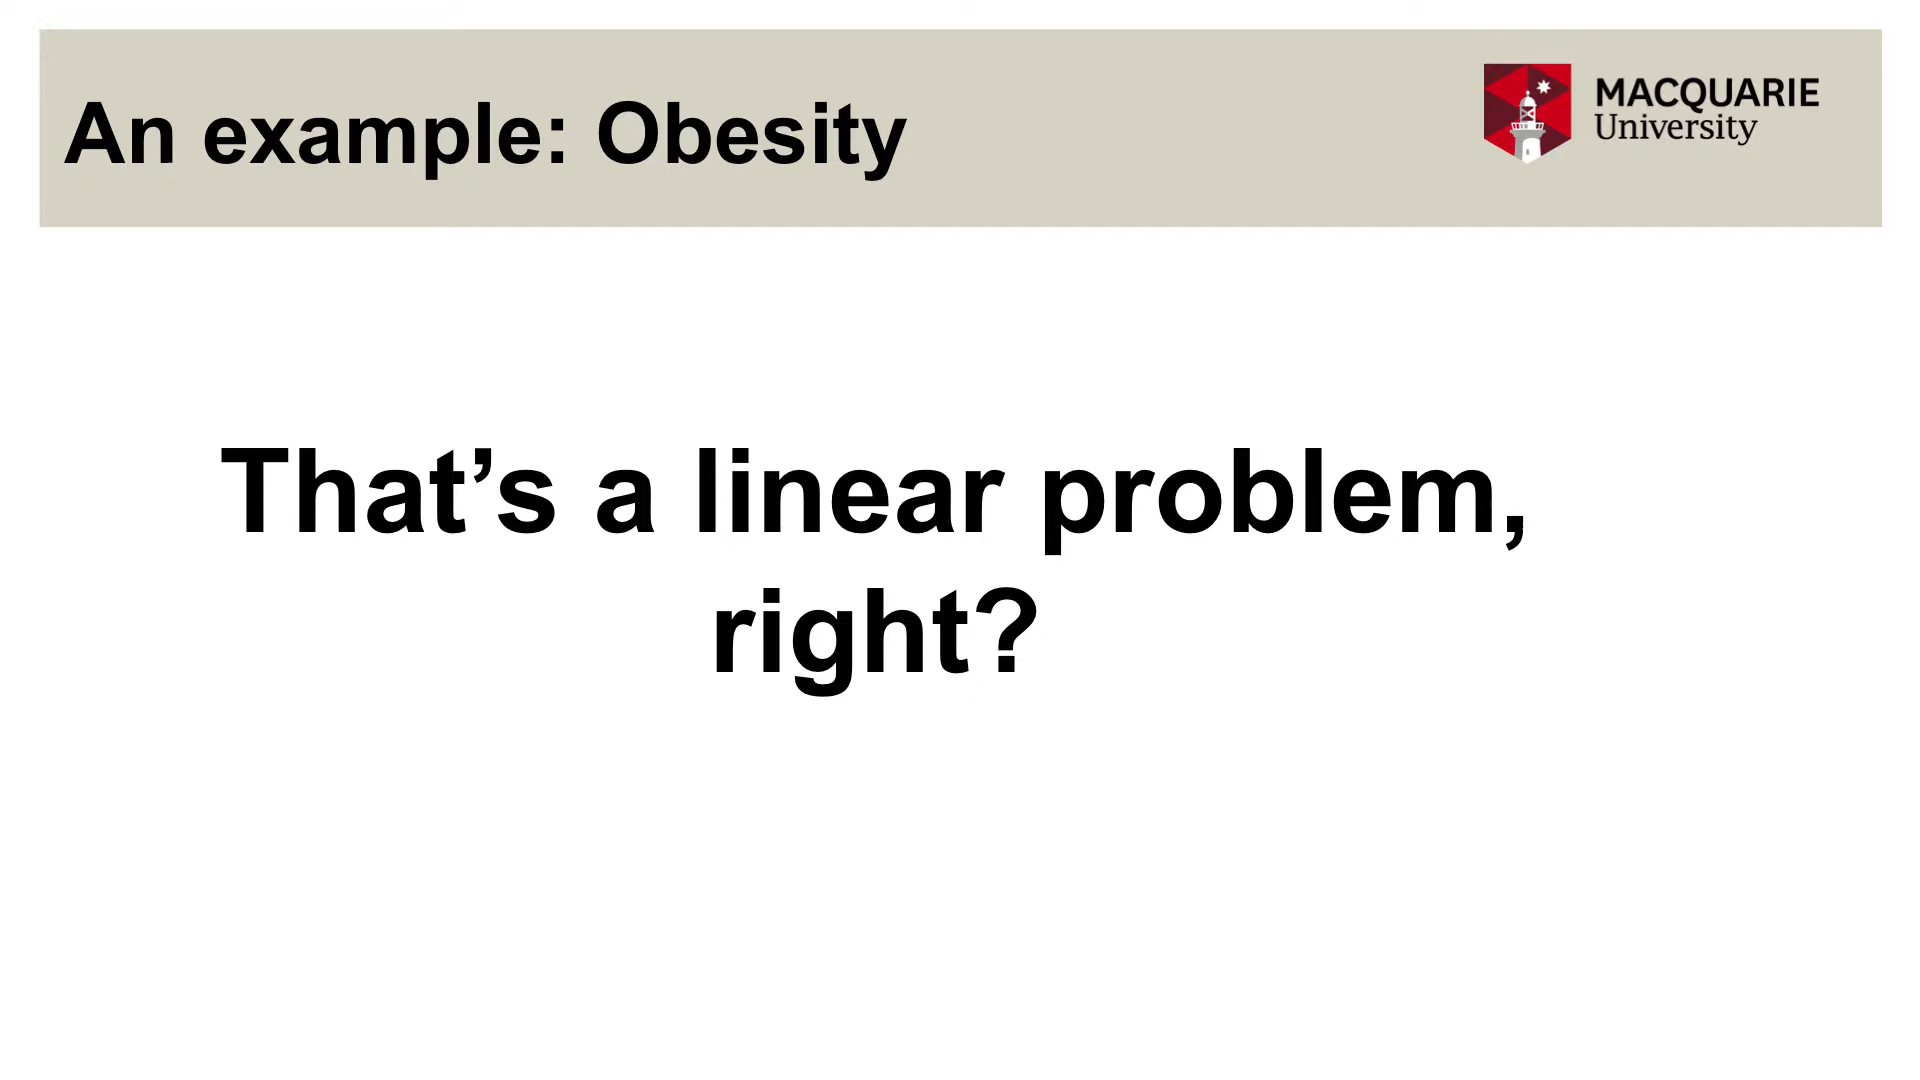 An example: Obesity
MACQUARIE
University
That’s a linear problem,
right?